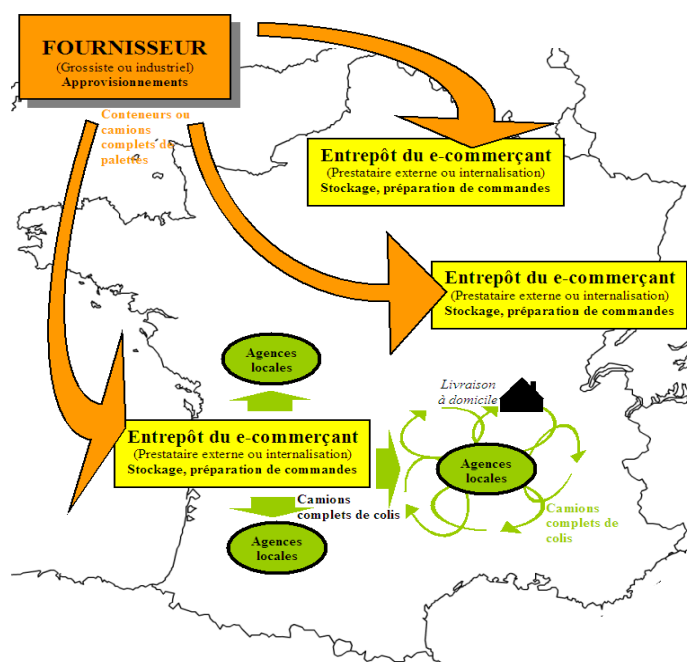 FOURNISSEUR
(Grossiste ou industriel)
Approvisionnements
Conteneurs ou
camions
complets de
palettes
Entrepôt du e-commerçant
(Prestataire externe ou internalisation)
Stockage, préparation de commandes
Entrepôt du e-commerçant
(Prestataire externe ou internalisation)
Stockage, préparation de commandes
Agences
locales
Livraison
à domicile
Entrepôt du e-commerçant
(Prestataire externe ou internalisation)
Stockage, préparation de commandes
Agences
locales
Camions
complets de colis
Camions
complets de
colis
Agences
locales